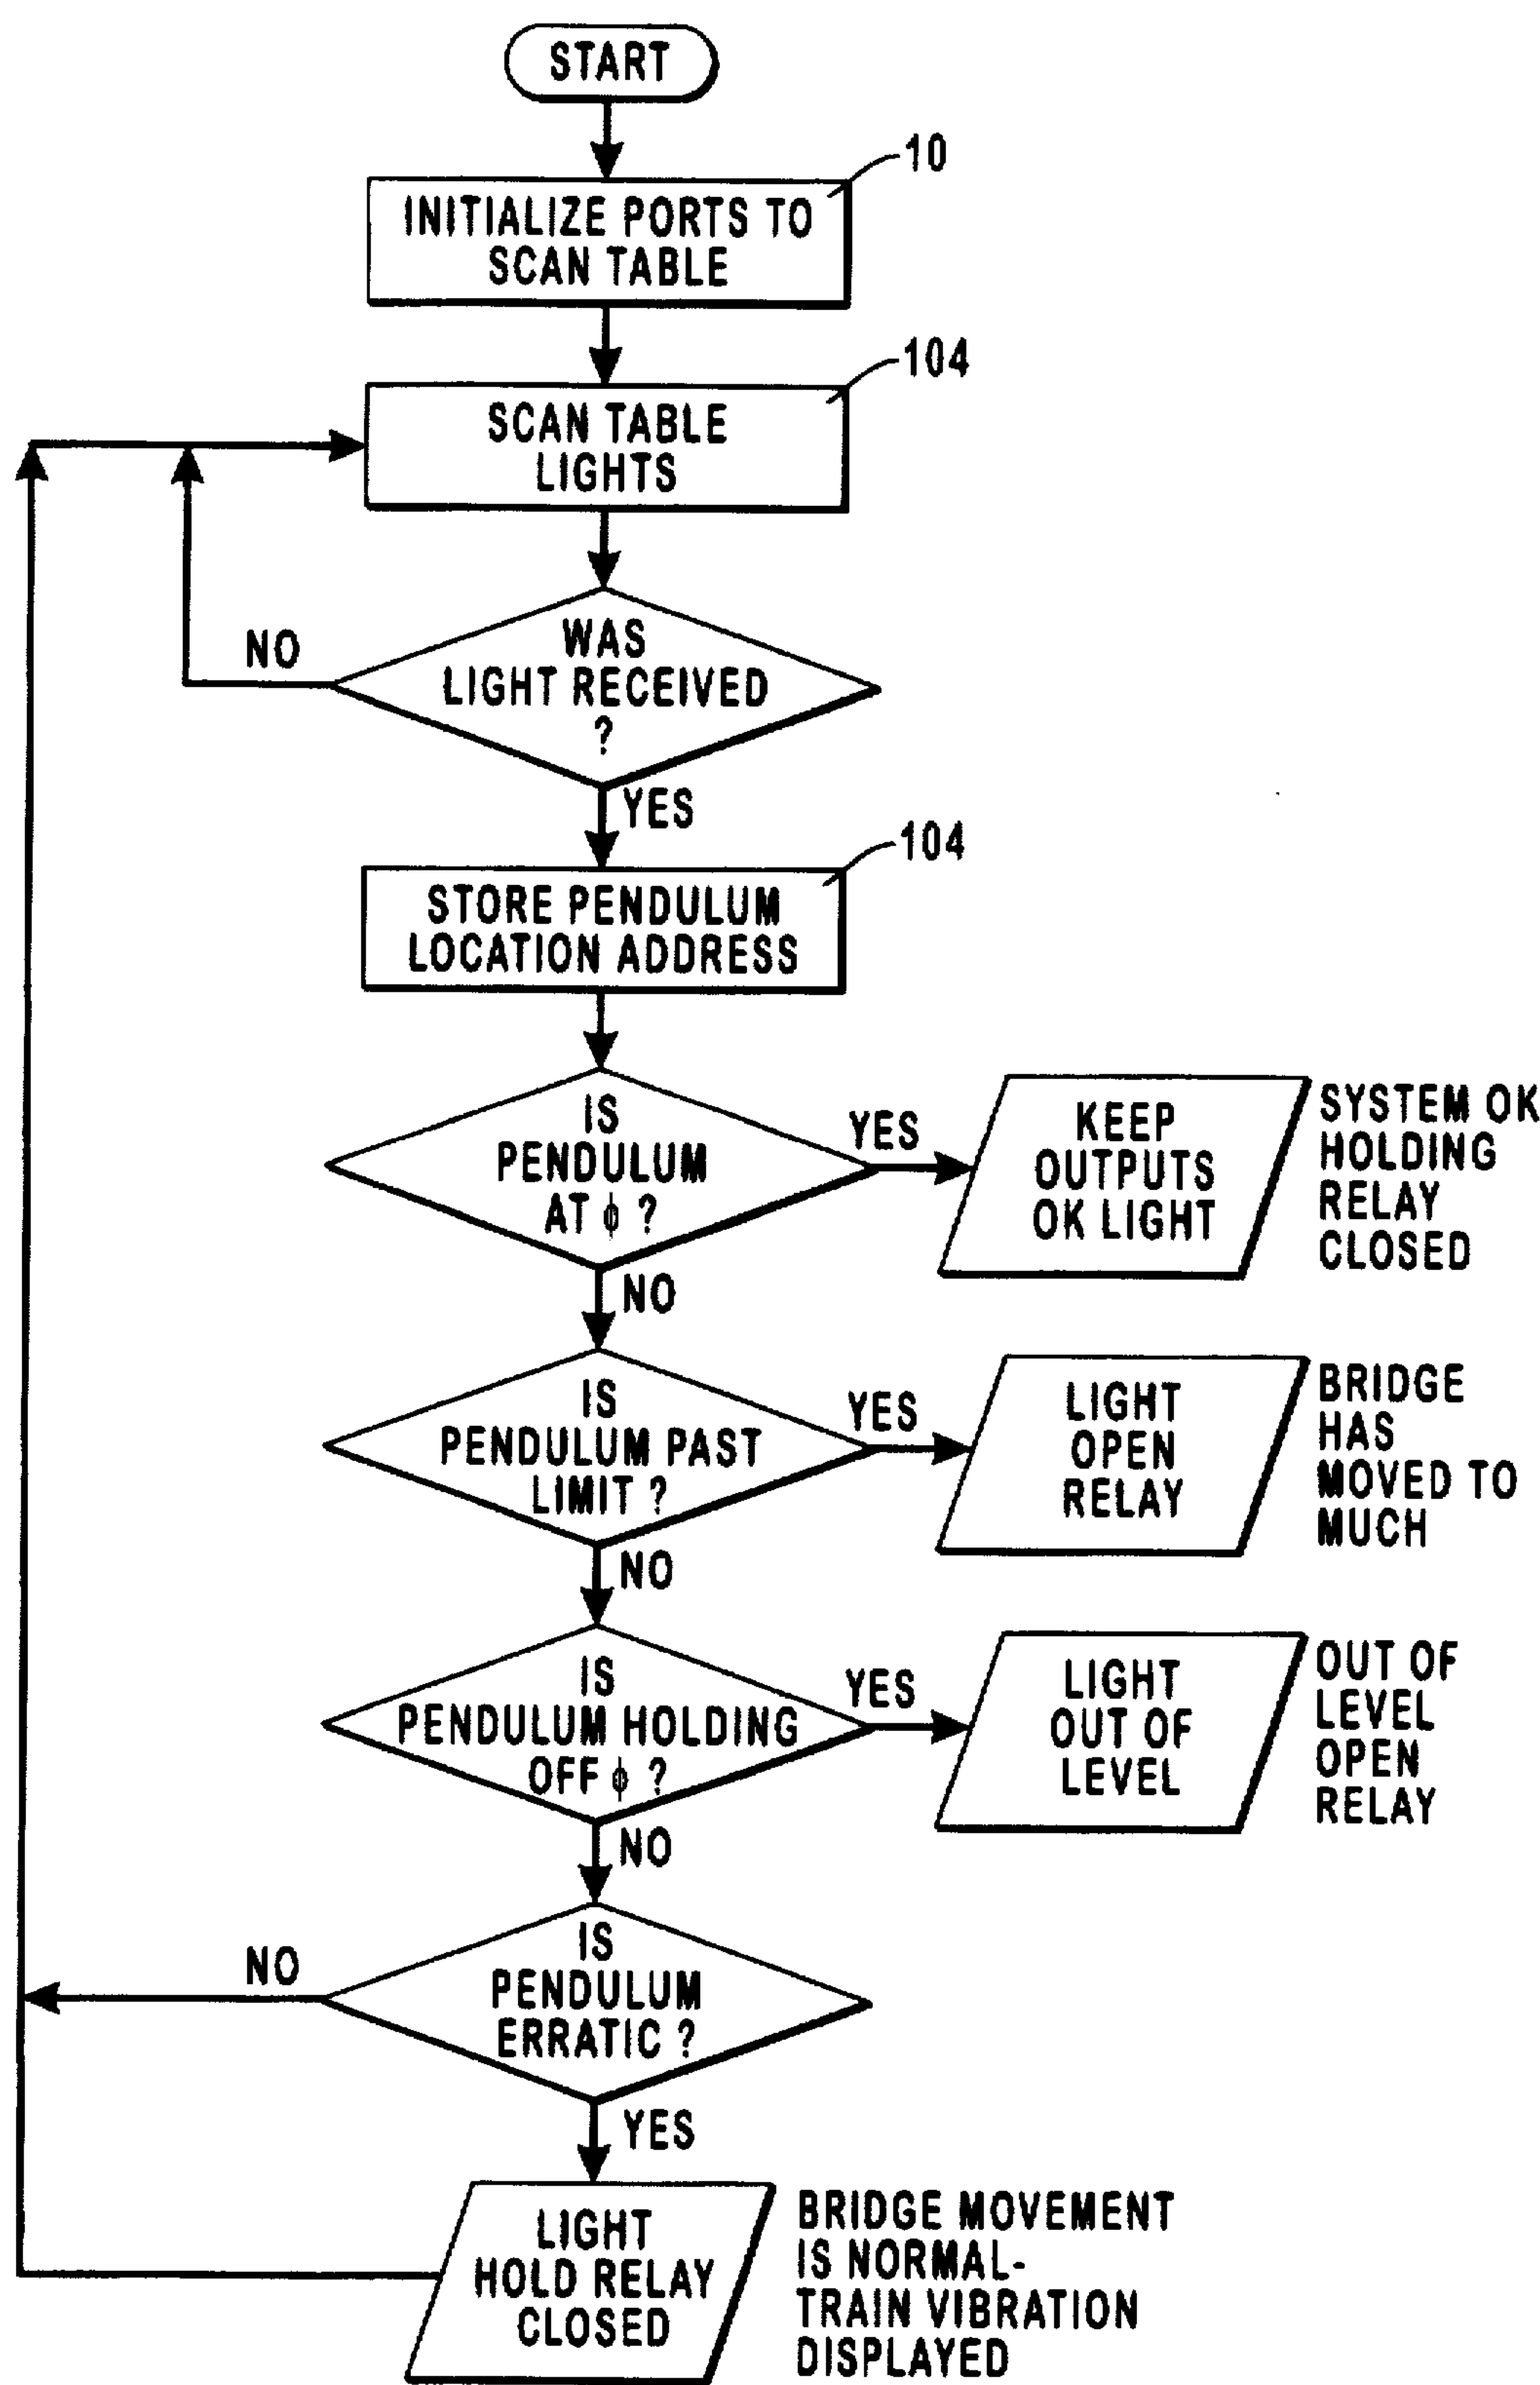 START
10
INITIALIZE PORTS TO
SCAN TABLE
104
SCAN TABLE
LIGHTS
WAS
LIGHT RECEIVED
?
NO
YES
104
STORE PENDULUM
LOCATION ADDRESS
IS
PENDULUM
AT ϕ ?
YES
KEEP
OUTPUTS
OK LIGHT
SYSTEM OK
HOLDING
RELAY
CLOSED
NO
IS
PENDULUM PAST
LIMIT ?
YES
LIGHT
OPEN
RELAY
BRIDGE
HAS
MOVED TO
MUCH
NO
IS
PENDULUM HOLDING
OFF ϕ ?
YES
LIGHT
OUT OF
LEVEL
OUT OF
LEVEL
OPEN
RELAY
NO
IS
PENDULUM
ERRATIC ?
NO
YES
LIGHT
HOLD RELAY
CLOSED
BRIDGE MOVEMENT
IS NORMAL-
TRAIN VIBRATION
DISPLAYED